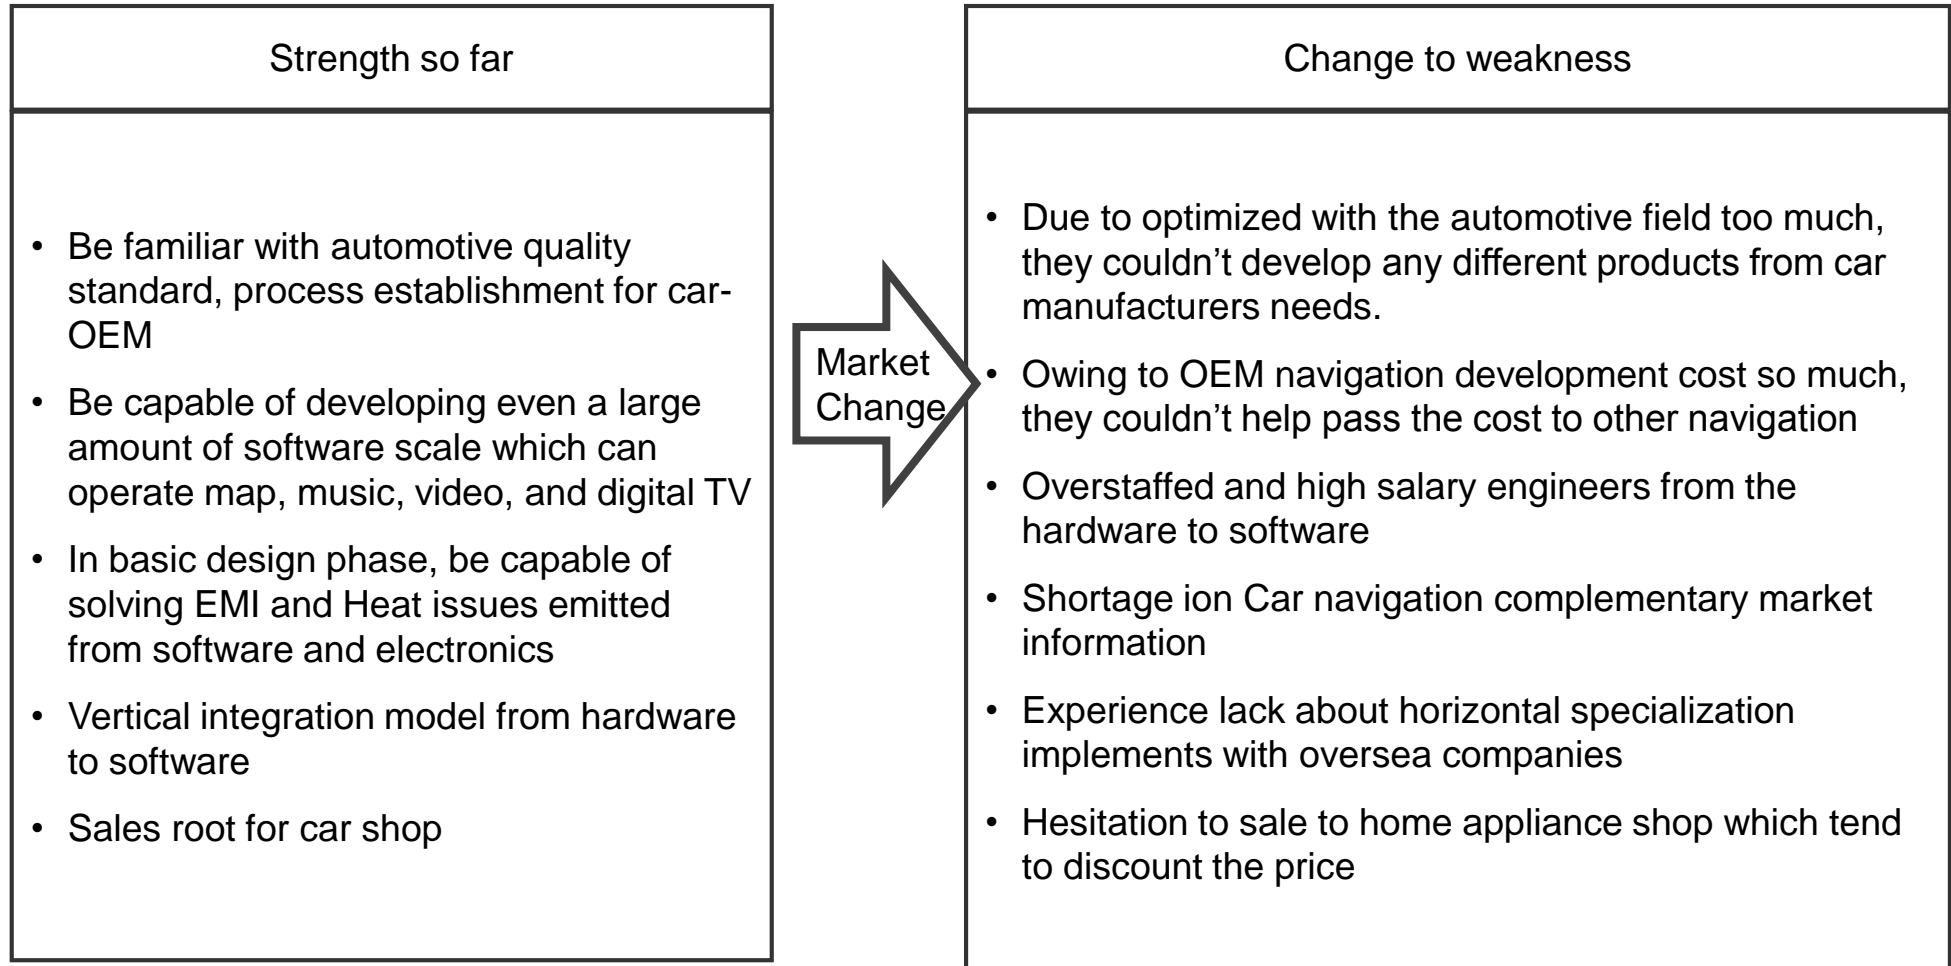 Strength so far
• Be familiar with automotive quality
standard, process establishment for car-
OEM
• Be capable of developing even a large
amount of software scale which can
operate map, music, video, and digital TV
• In basic design phase, be capable of
solving EMI and Heat issues emitted
from software and electronics
• Vertical integration model from hardware
to software
• Sales root for car shop
Market
Change
Change to weakness
• Due to optimized with the automotive field too much,
they couldn’t develop any different products from car
manufacturers needs.
• Owing to OEM navigation development cost so much,
they couldn’t help pass the cost to other navigation
• Overstaffed and high salary engineers from the
hardware to software
• Shortage ion Car navigation complementary market
information
• Experience lack about horizontal specialization
implements with oversea companies
• Hesitation to sale to home appliance shop which tend
to discount the price